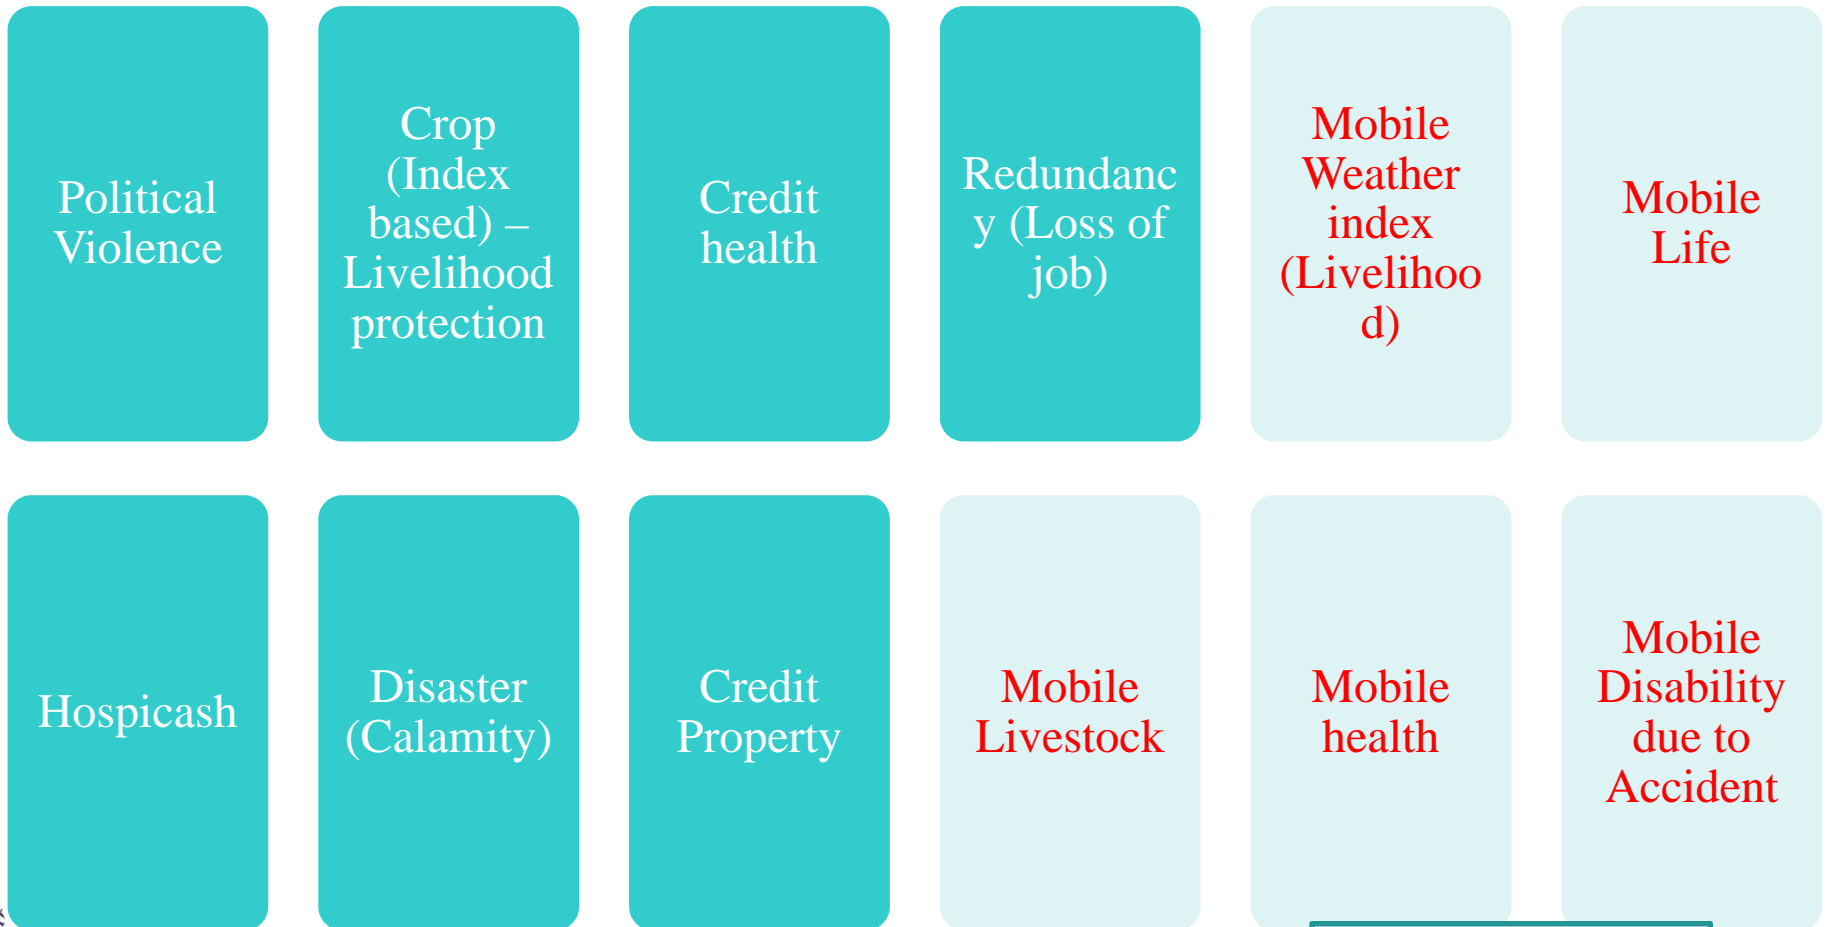 Political
Violence
Crop
(Index
based) –
Livelihood
protection
Credit
health
Redundanc
y (Loss of
job)
Mobile
Weather
index
(Livelihoo
d)
Mobile
Life
Hospicash
Disaster
(Calamity)
Credit
Property
Mobile
Livestock
Mobile
health
Mobile
Disability
due to
Accident